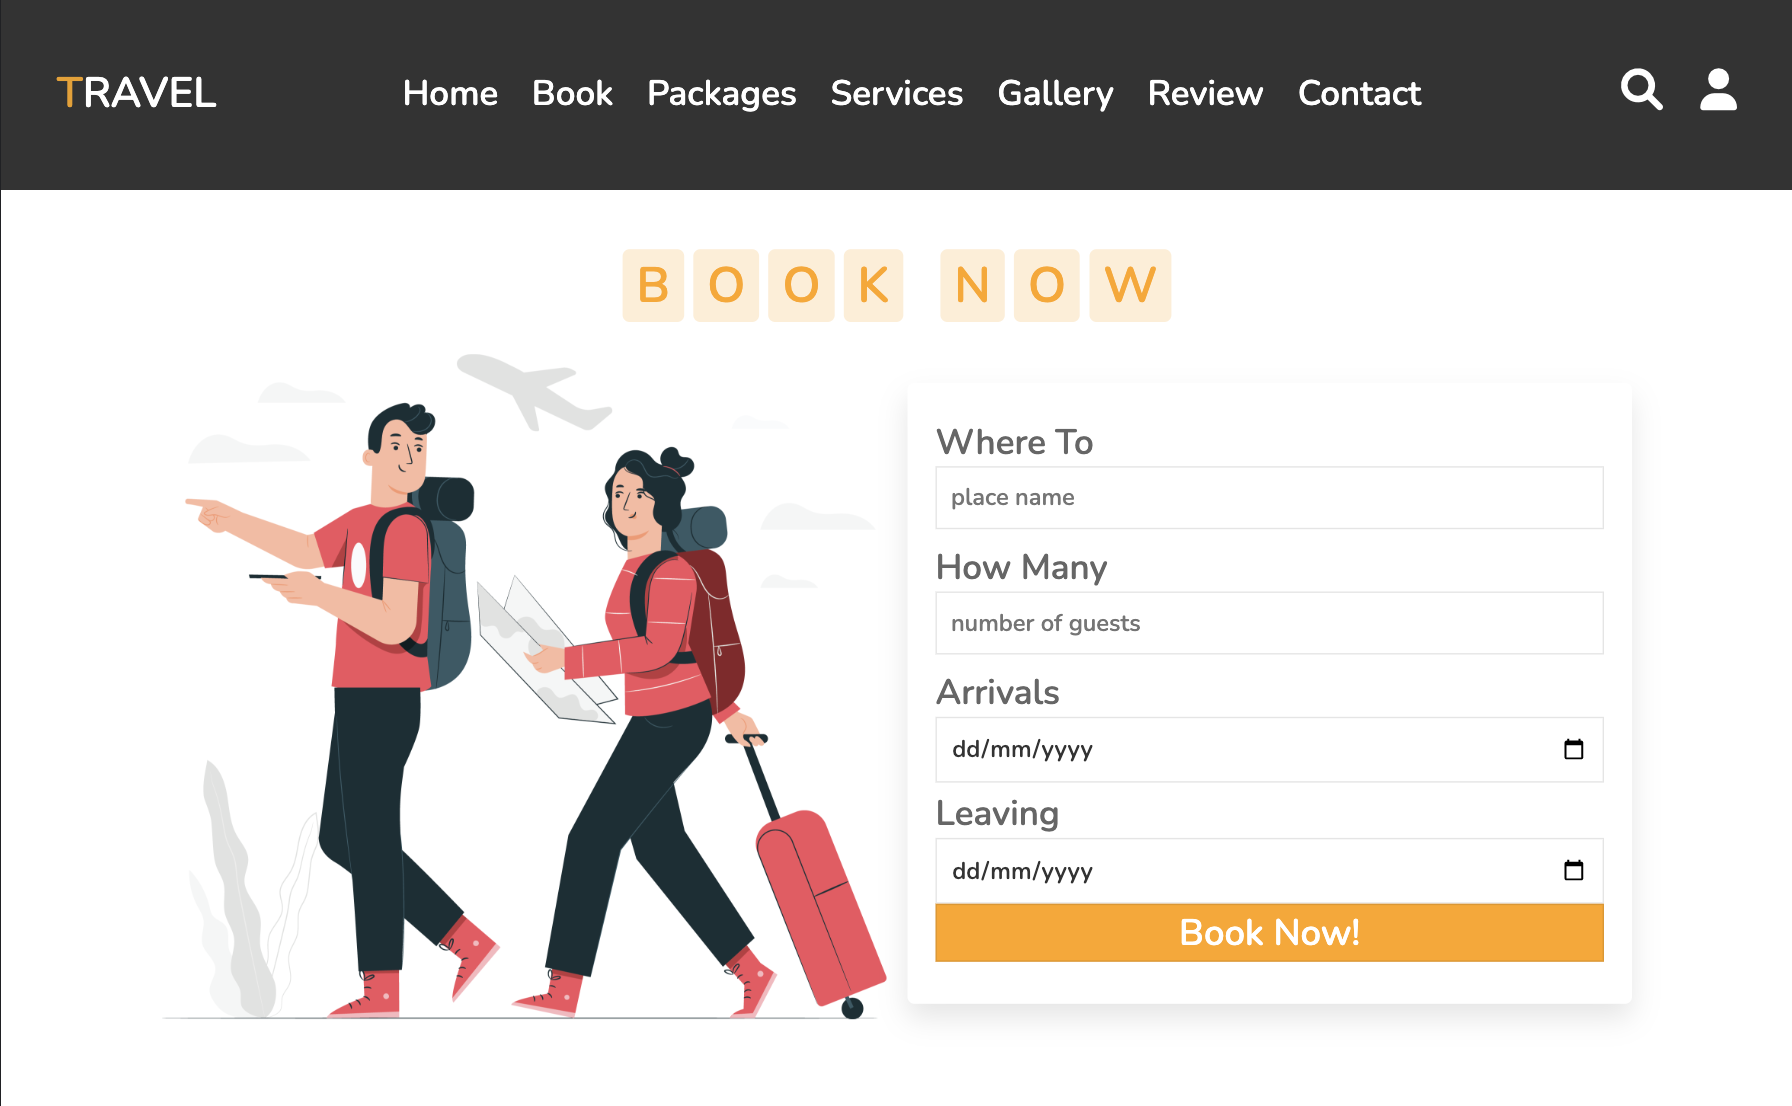 TRAVEL Home Book Packages Services Gallery Review Contact
BOOK NOW
Where To
place name
How Many
number of guests
Arrivals
dd/mm/yyyy
Leaving
dd/mm/yyyy
Book Now!